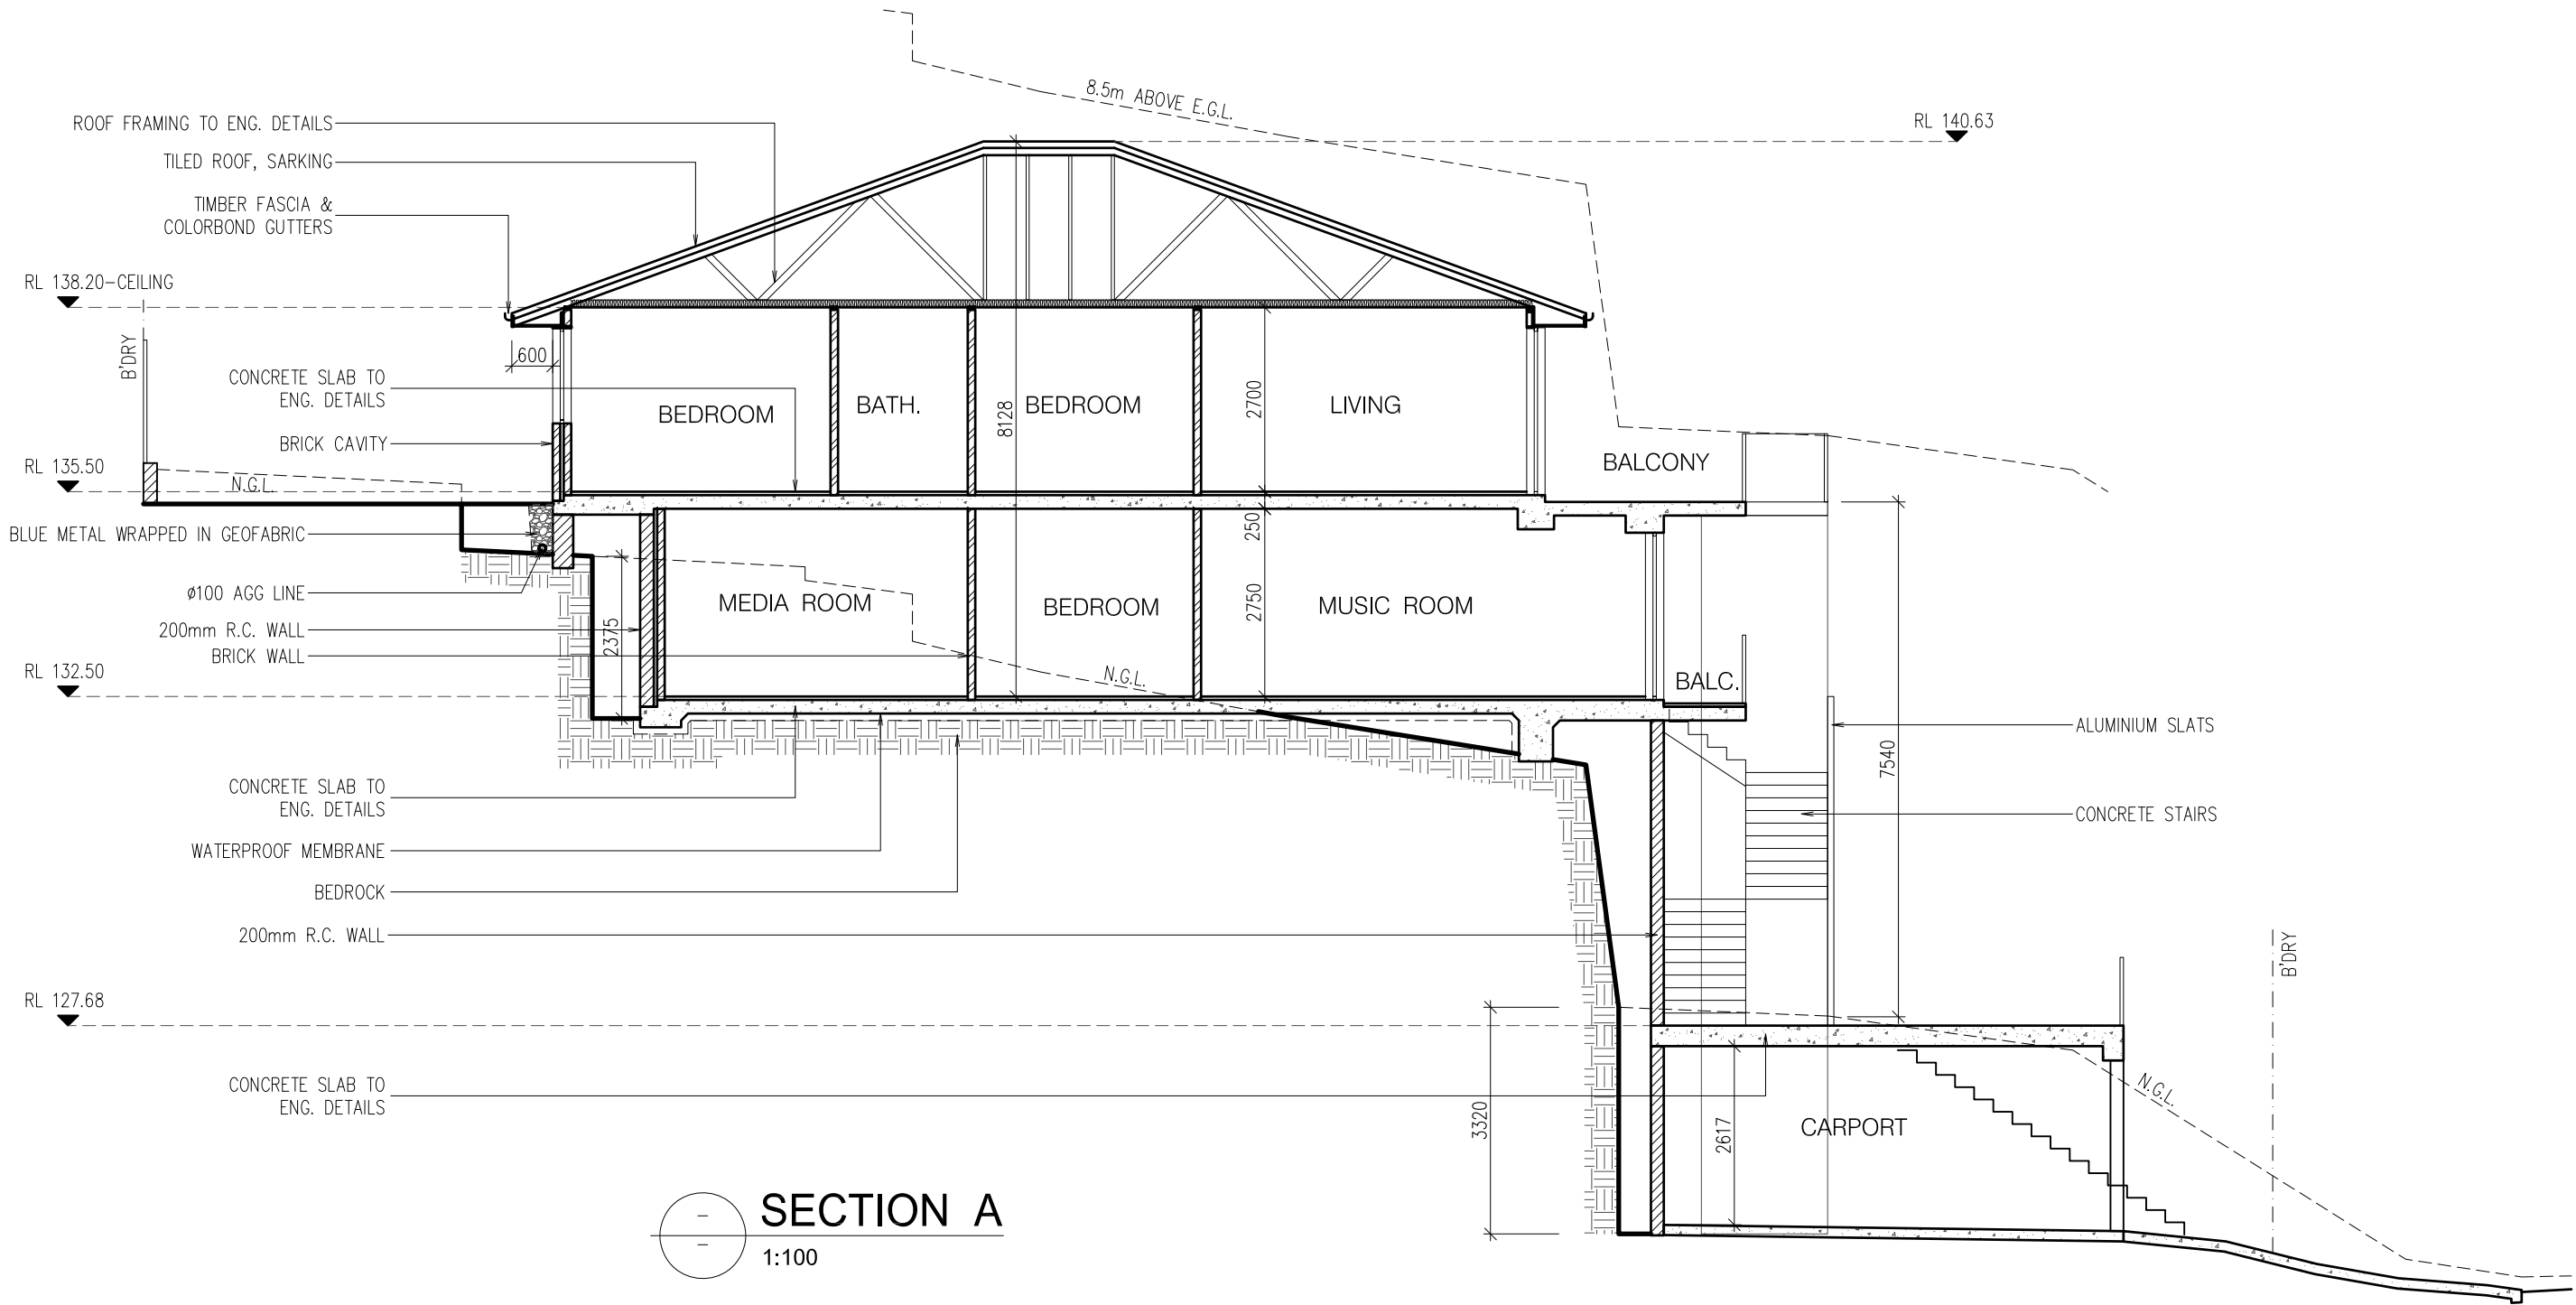 8.5m ABOVE E.G.L.
RL 140.63
ROOF FRAMING TO ENG. DETAILS
TILED ROOF, SARKING
TIMBER FASCIA &
COLORBOND GUTTERS
RL 138.20-CEILING
B'DRY
600
CONCRETE SLAB TO
ENG. DETAILS
BRICK CAVITY
BEDROOM
BATH.
8128
BEDROOM
2700
LIVING
BALCONY
RL 135.50
N.G.L.
BLUE METAL WRAPPED IN GEOFABRIC
250
ø100 AGG LINE
200mm R.C. WALL
BRICK WALL
2375
MEDIA ROOM
BEDROOM
2750
MUSIC ROOM
N.G.L.
RL 132.50
BALC.
ALUMINIUM SLATS
7540
CONCRETE STAIRS
CONCRETE SLAB TO
ENG. DETAILS
WATERPROOF MEMBRANE
BEDROCK
200mm R.C. WALL
B'DRY
RL 127.68
CONCRETE SLAB TO
ENG. DETAILS
3320
2617
CARPORT
N.G.L.
SECTION A
1:100